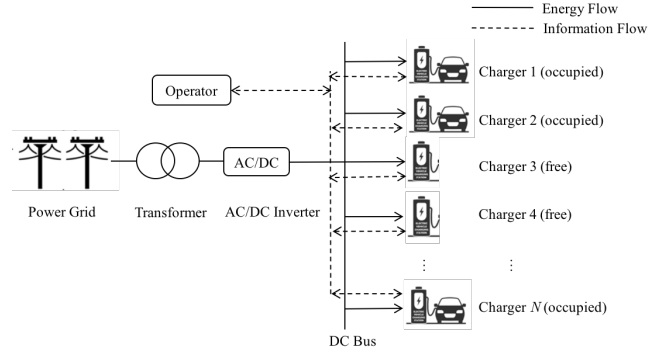 Energy Flow
Information Flow
Charger 1 (occupied)
Operator
Charger 2 (occupied)
AC/DC
Charger 3 (free)
Power Grid
Transformer
AC/DC Inverter
Charger 4 (free)
⋮
⋮
Charger N (occupied)
DC Bus